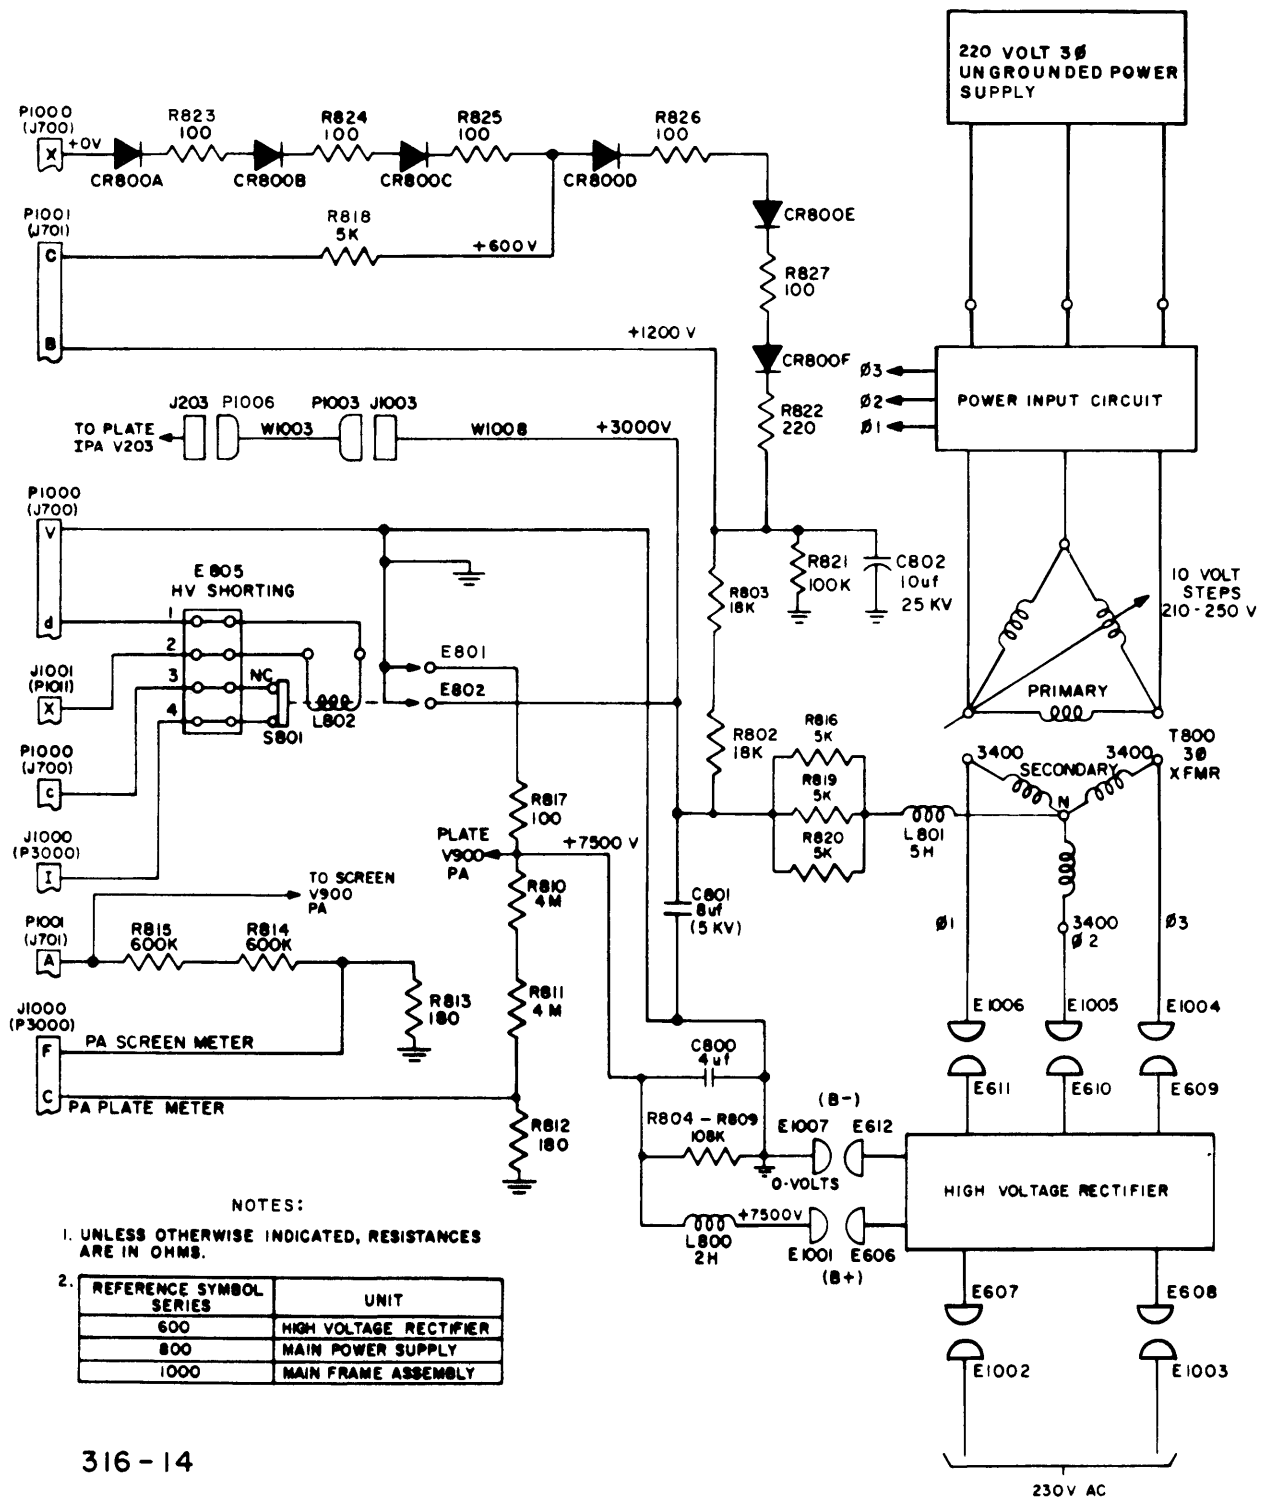 220 VOLT 3Ø
UNGROUNDED POWER
SUPPLY
P1000
(J700)
X
+0V
R823
100
R824
100
R825
100
R826
100
CR800A
CR800B
CR800C
CR800D
P1001
(J701)
C
R818
5K
+600V
CR800E
R827
100
B
+1200 V
CR800F
R822
220
Ø3
Ø2
Ø1
POWER INPUT CIRCUIT
J203
P1006
P1003
J1003
TO PLATE
IPA V203
W1003
W1008
+3000V
P1000
(J700)
V
d
E805
HV SHORTING
1
2
3
4
NC
S801
L802
J1001
(P1011)
X
P1000
(J700)
C
J1000
(P3000)
I
E801
E802
R803
18K
R821
100K
C802
10uf
25KV
10 VOLT
STEPS
210-250 V
PRIMARY
T800
3Ø
XFMR
3400
SECONDARY
3400
N
R802
18K
R816
5K
R819
5K
R820
5K
L801
5H
R817
100
PLATE
V900
PA
+7500 V
R810
4M
C801
8uf
(5KV)
Ø1
3400
Ø2
Ø3
TO SCREEN
V900
PA
P1001
(J701)
A
R815
600K
R814
600K
R813
180
R811
4M
J1000
(P3000)
F
PA SCREEN METER
C
PA PLATE METER
R812
180
C800
4uf
R804 - R809
108K
E1006
E1005
E1004
E611
E610
E609
(B-)
E1007
E612
0-VOLTS
HIGH VOLTAGE RECTIFIER
+7500V
L800
2H
E1001
E606
(B+)
E607
E608
E1002
E1003
230V AC
NOTES:
1. UNLESS OTHERWISE INDICATED, RESISTANCES
ARE IN OHMS.
2.
REFERENCE SYMBOL
SERIES
UNIT
600
HIGH VOLTAGE RECTIFIER
800
MAIN POWER SUPPLY
1000
MAIN FRAME ASSEMBLY
316-14